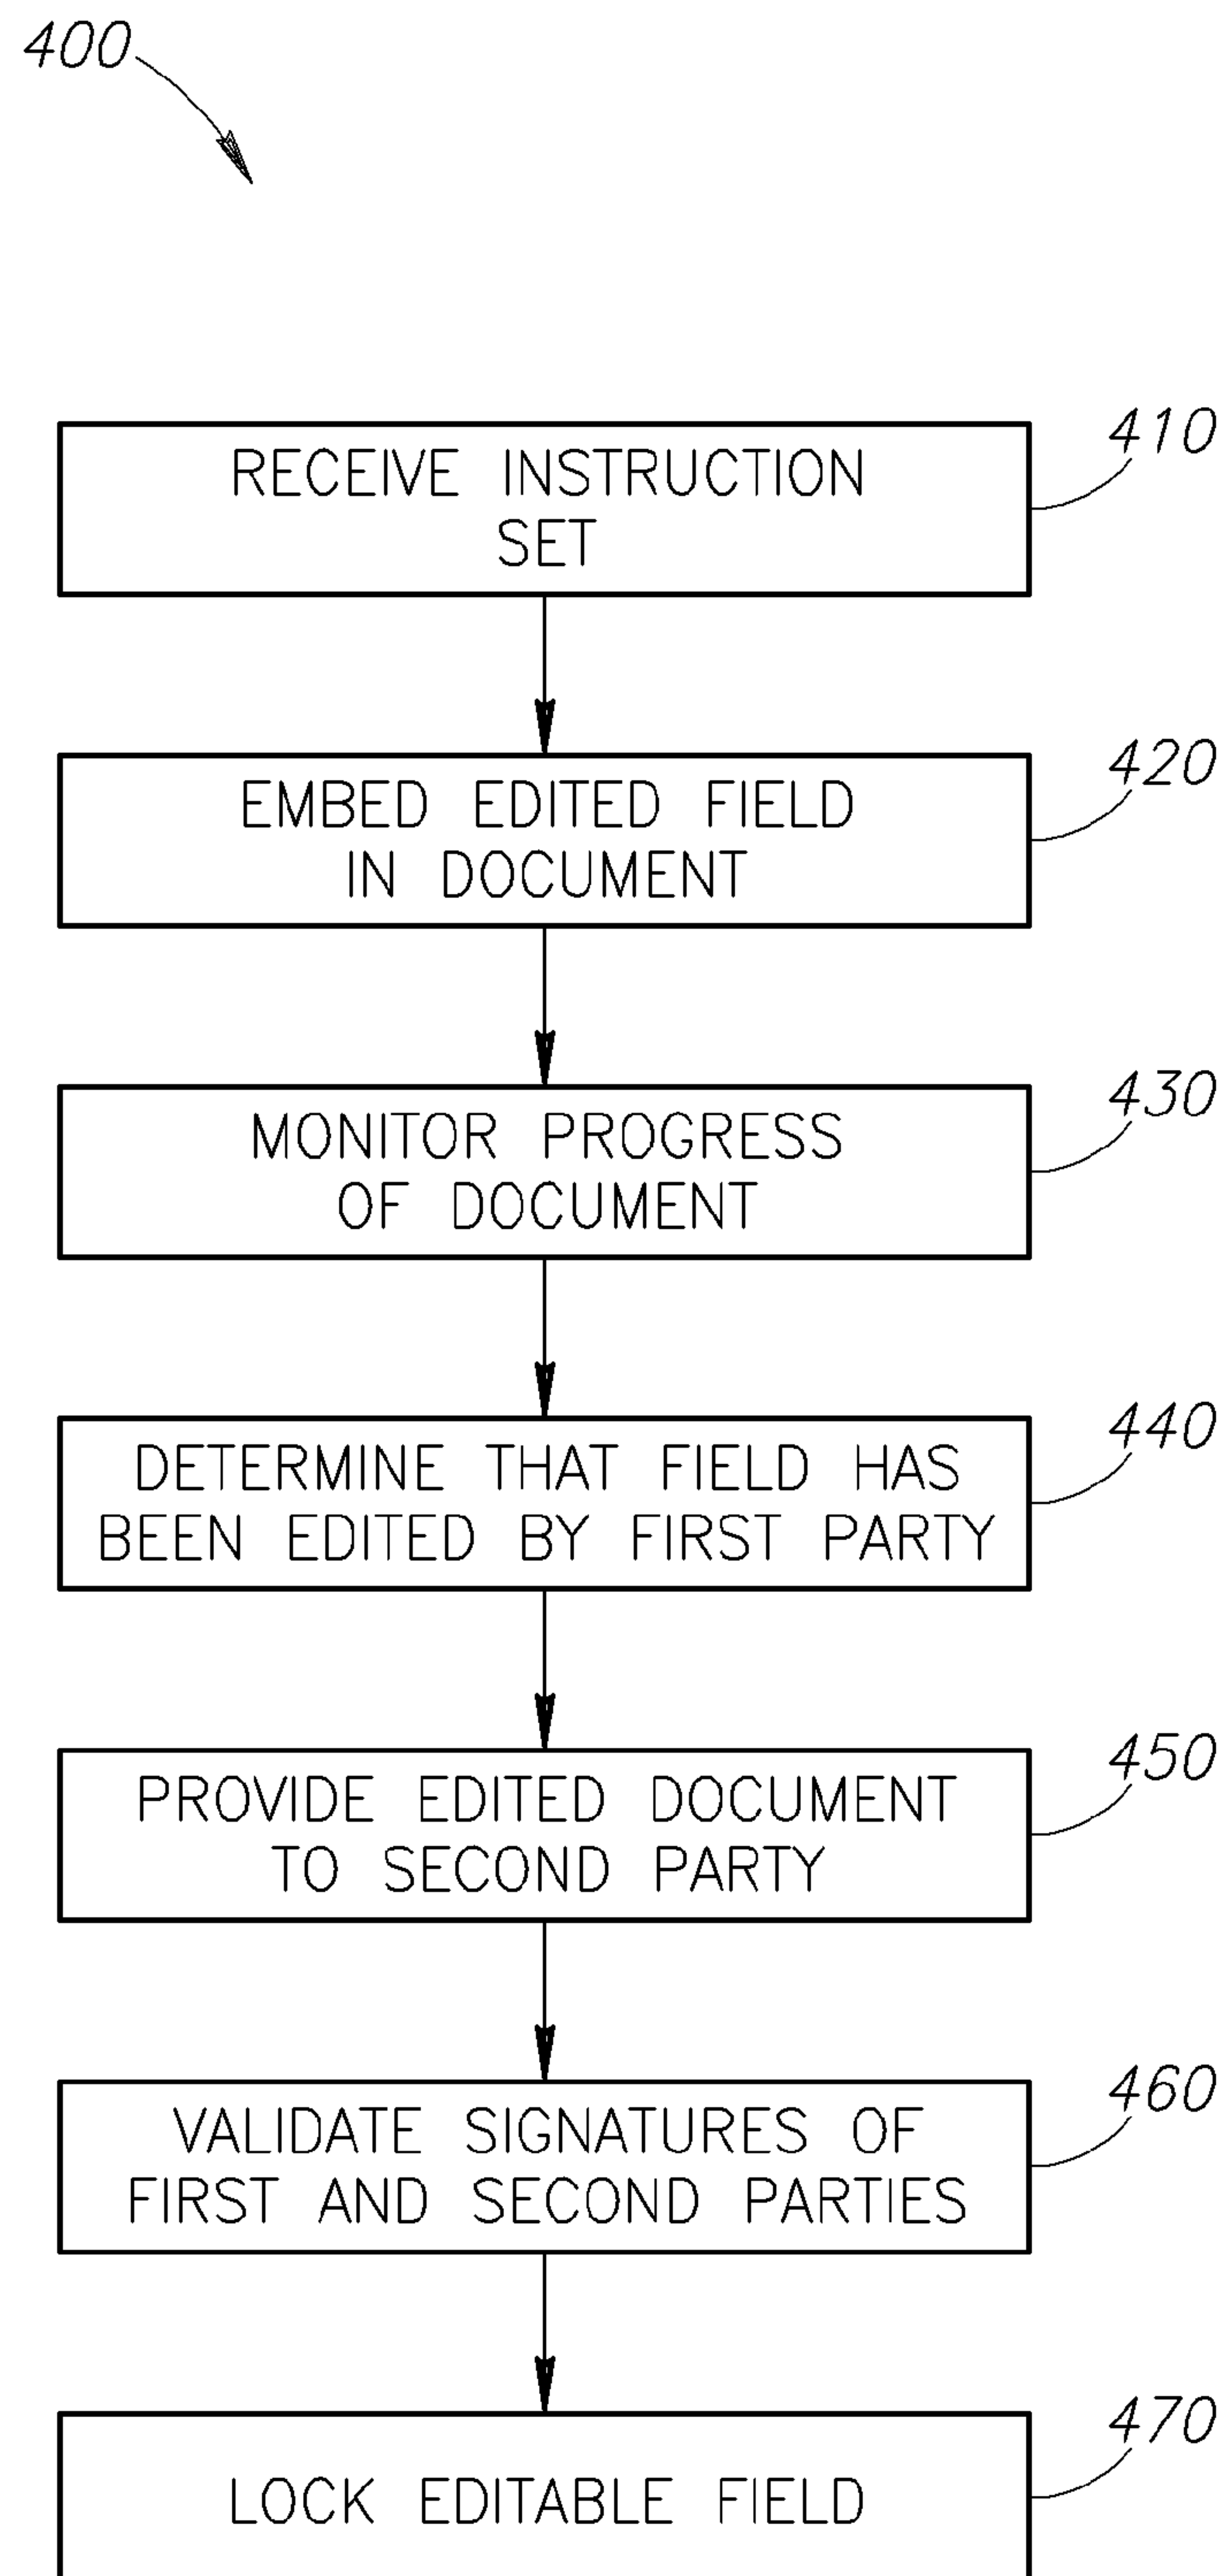 400
RECEIVE INSTRUCTION
SET
410
EMBED EDITED FIELD
IN DOCUMENT
420
MONITOR PROGRESS
OF DOCUMENT
430
DETERMINE THAT FIELD HAS
BEEN EDITED BY FIRST PARTY
440
PROVIDE EDITED DOCUMENT
TO SECOND PARTY
450
VALIDATE SIGNATURES OF
FIRST AND SECOND PARTIES
460
LOCK EDITABLE FIELD
470